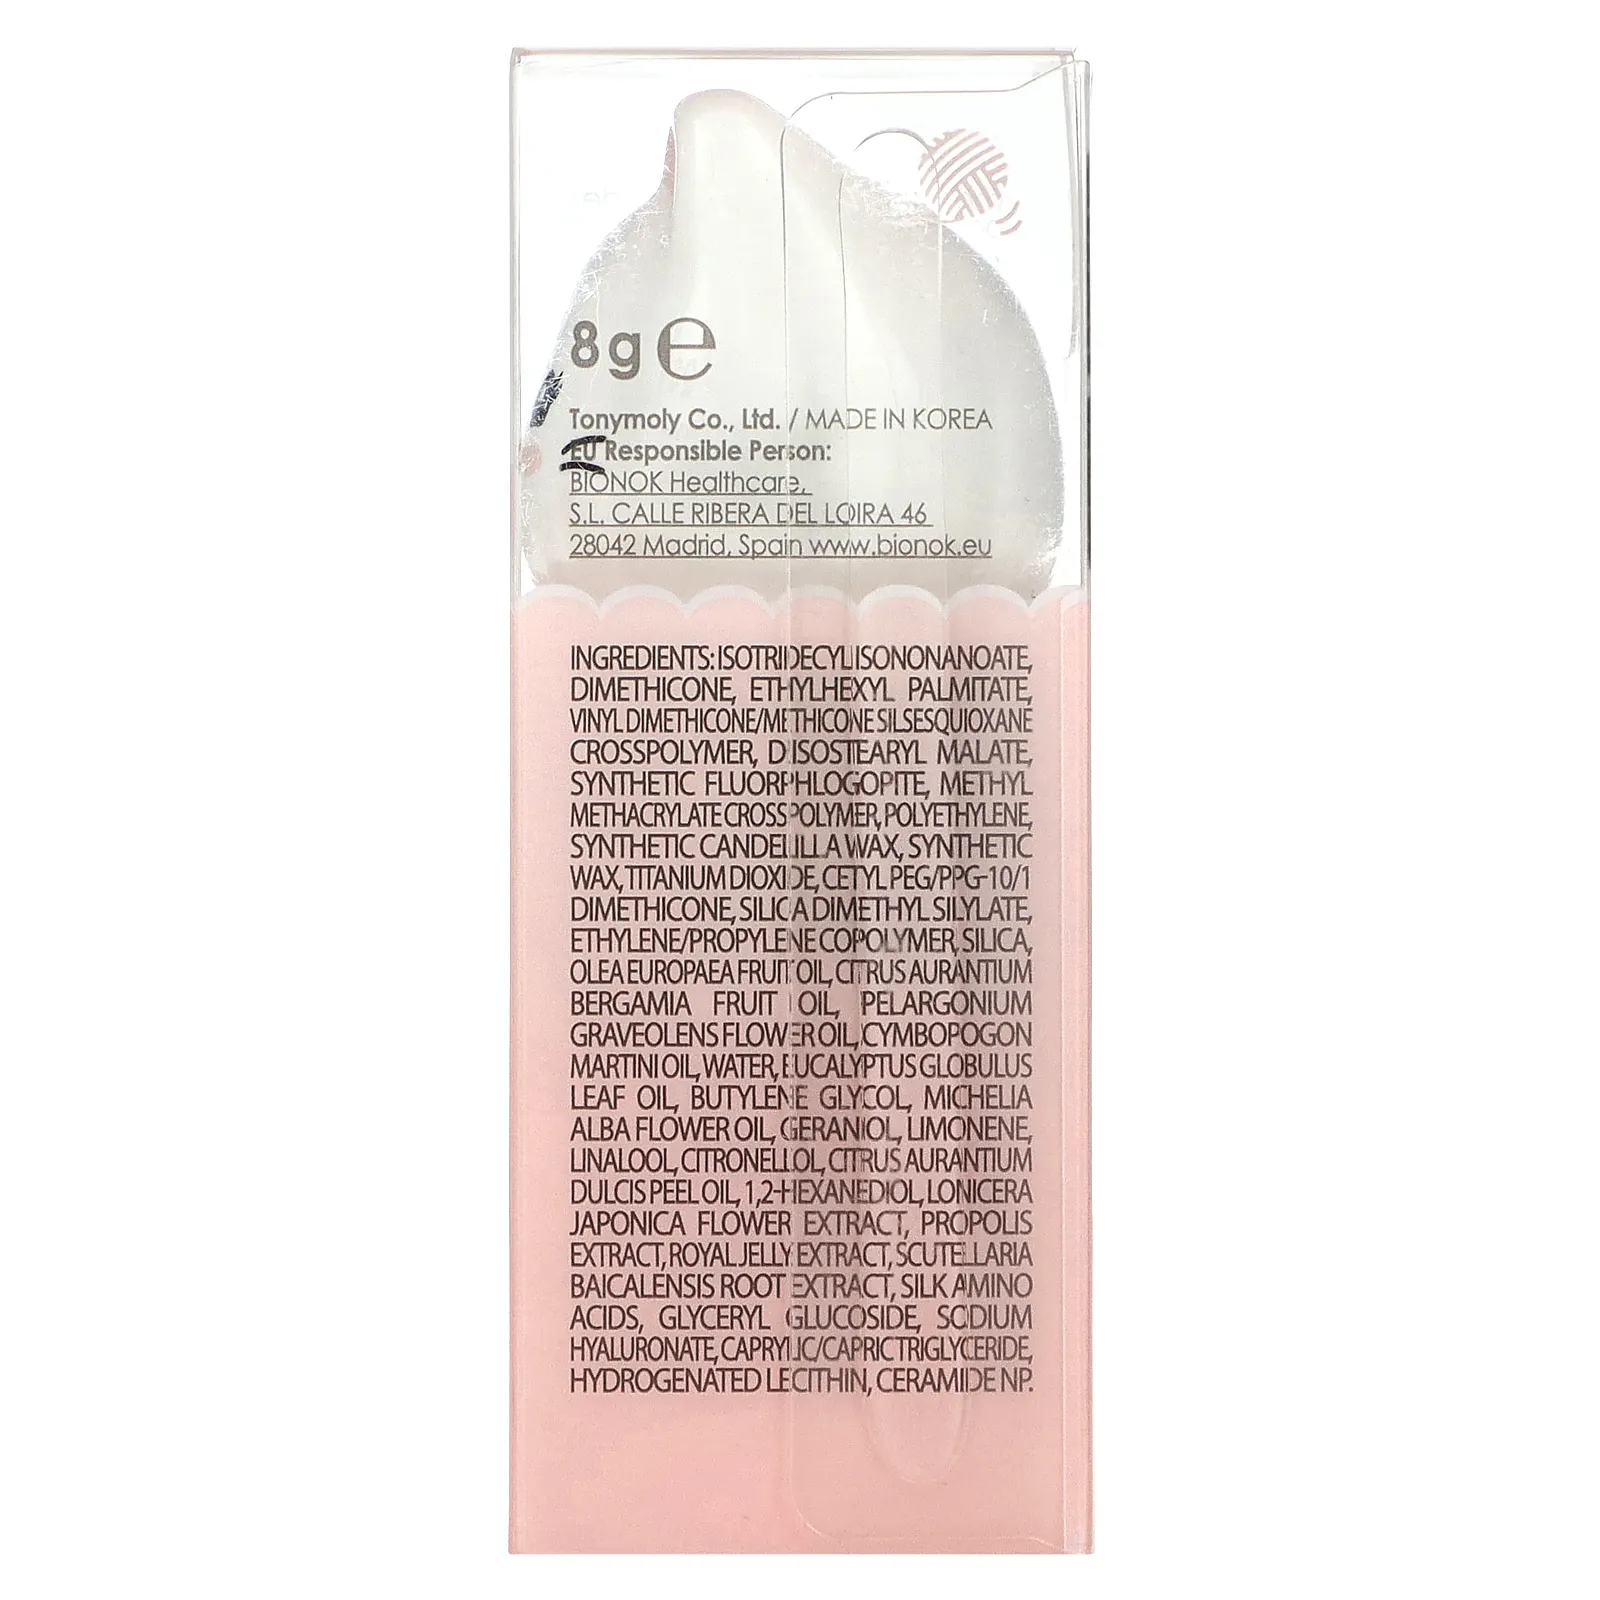 8g e
Tonymoly Co., Ltd. / MADE IN KOREA
EU Responsible Person:
BIONOK Healthcare,
S.L. CALLE RIBERA DEL LOIRA 46
28042 Madrid, Spain www.bionok.eu
INGREDIENTS: ISOTRIDECYL ISONONANOATE,
DIMETHICONE, ETHYLHEXYL PALMITATE,
VINYL DIMETHICONE/METHICONE SILSESQUIOXANE
CROSSPOLYMER, DIISOSTEARYL MALATE,
SYNTHETIC FLUORPHLOGOPITE, METHYL
METHACRYLATE CROSSPOLYMER, POLYETHYLENE,
SYNTHETIC CANDELILLA WAX, SYNTHETIC
WAX, TITANIUM DIOXIDE, CETYL PEG/PPG-10/1
DIMETHICONE, SILICA DIMETHYL SILYLATE,
ETHYLENE/PROPYLENE COPOLYMER, SILICA,
OLEA EUROPAEA FRUIT OIL, CITRUS AURANTIUM
BERGAMIA FRUIT OIL, PELARGONIUM
GRAVEOLENS FLOWER OIL, CYMBOPOGON
MARTINI OIL, WATER, EUCALYPTUS GLOBULUS
LEAF OIL, BUTYLENE GLYCOL, MICHELIA
ALBA FLOWER OIL, GERANIOL, LIMONENE,
LINALOOL, CITRONELLOL, CITRUS AURANTIUM
DULCIS PEEL OIL, 1,2-HEXANEDIOL, LONICERA
JAPONICA FLOWER EXTRACT, PROPOLIS
EXTRACT, ROYAL JELLY EXTRACT, SCUTELLARIA
BAICALENSIS ROOT EXTRACT, SILK AMINO
ACIDS, GLYCERYL GLUCOSIDE, SODIUM
HYALURONATE, CAPRYLIC/CAPRIC TRIGLYCERIDE,
HYDROGENATED LECITHIN, CERAMIDE NP.